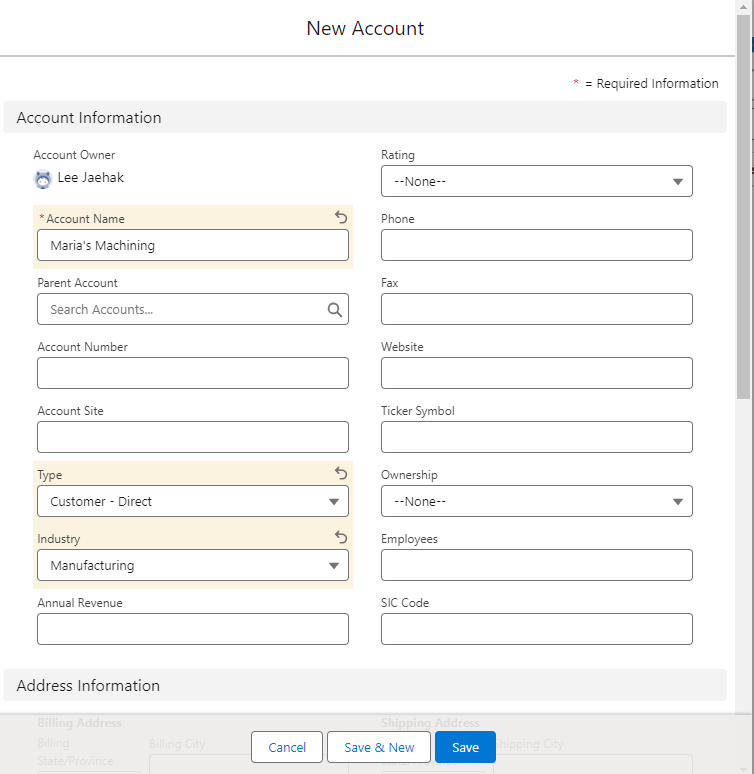 New Account
* = Required Information
Account Information
Account Owner
Lee Jaehak
Rating
--None--
*Account Name
Maria's Machining
Phone
Parent Account
Search Accounts...
Fax
Account Number
Website
Account Site
Ticker Symbol
Type
Customer - Direct
Ownership
--None--
Industry
Manufacturing
Employees
Annual Revenue
SIC Code
Address Information
Billing Address
Shipping Address
Billing
State/Province
Billing City
Shipping City
Cancel
Save & New
Save